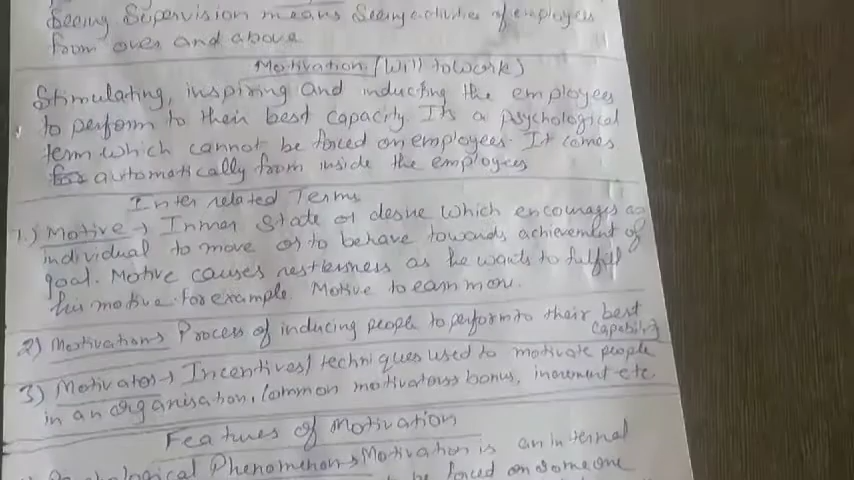 Seeing Supervision means Seeing activities of employees
from over and above
Motivation (Will to work)
Stimulating, inspiring and inducting the employees
to perform to their best capacity. Its a psychological
term which cannot be forced on employees. It comes
automatically from inside the employees
Inter related Terms
1.) Motive → Inner State or desire which encourages an
individual to move or to behave towards achievement of
goal. Motive causes restlessness as he wants to fulfill
his motive. for example. Motive to earn more.
2) Motivation → Process of inducing people to perform to their best
capability
3) Motivator → Incentives/techniques used to motivate people
in an organisation, Common motivators bonus, increment etc
Features of Motivation
Psychological Phenomenon → Motivation is an internal
be forced on someone